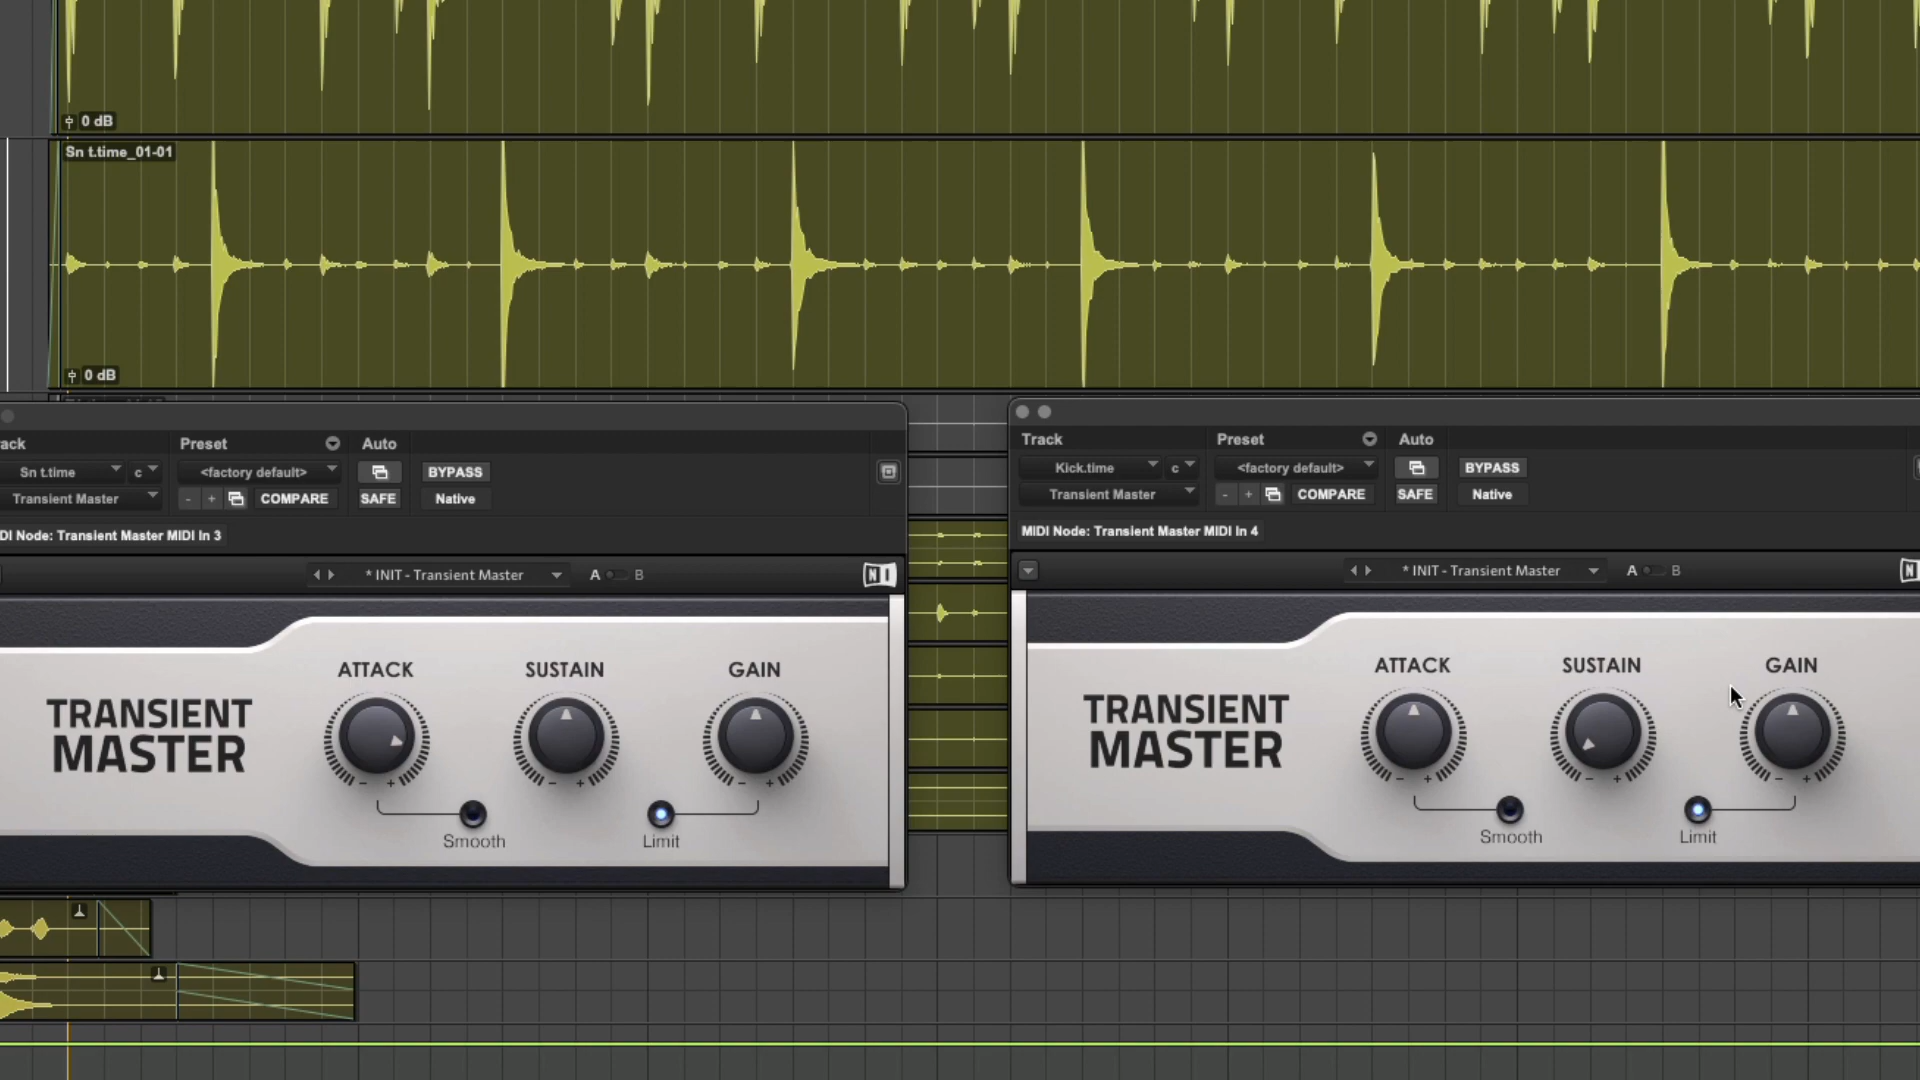 0 dB
Sn t.time_01-01
0 dB
ack
Preset
Auto
Sn t.time
c
<factory default>
BYPASS
Transient Master
-
+
COMPARE
SAFE
Native
DI Node: Transient Master MIDI In 3
* INIT - Transient Master
A
B
NI
ATTACK
SUSTAIN
GAIN
TRANSIENT
MASTER
- +
- +
- +
Smooth
Limit
Track
Preset
Auto
Kick.time
c
<factory default>
BYPASS
Transient Master
-
+
COMPARE
SAFE
Native
MIDI Node: Transient Master MIDI In 4
* INIT - Transient Master
A
B
N
ATTACK
SUSTAIN
GAIN
TRANSIENT
MASTER
- +
- +
- +
Smooth
Limit